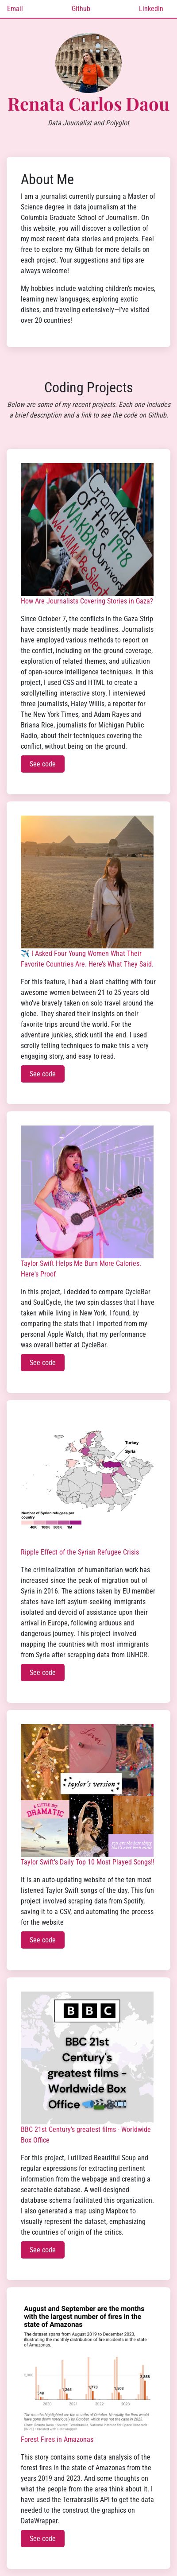 Email Github LinkedIn
Renata Carlos Daou
Data Journalist and Polyglot
About Me
I am a journalist currently pursuing a Master of
Science degree in data journalism at the
Columbia Graduate School of Journalism. On
this website, you will discover a collection of
my most recent data stories and projects. Feel
free to explore my Github for more details on
each project. Your suggestions and tips are
always welcome!
My hobbies include watching children's movies,
learning new languages, exploring exotic
dishes, and traveling extensively—I've visited
over 20 countries!
Coding Projects
Below are some of my recent projects. Each one includes
a brief description and a link to see the code on Github.
Grandkids
of the 1948
NAKBA
Survivors
We WILL Be Resilient
How Are Journalists Covering Stories in Gaza?
Since October 7, the conflicts in the Gaza Strip
have consistently made headlines. Journalists
have employed various methods to report on
the conflict, including on-the-ground coverage,
exploration of related themes, and utilization
of open-source intelligence techniques. In this
project, I used CSS and HTML to create a
scrollytelling interactive story. I interviewed
three journalists, Haley Willis, a reporter for
The New York Times, and Adam Rayes and
Briana Rice, journalists for Michigan Public
Radio, about their techniques covering the
conflict, without being on the ground.
See code
✈️ I Asked Four Young Women What Their
Favorite Countries Are. Here's What They Said.
For this feature, I had a blast chatting with four
awesome women between 21 to 25 years old
who've travely taken on solo travel around the
globe. They shared their insights on their
favorite trips around the world. For the
adventure junkies, stick until the end. I used
scrolly telling techniques to make this a very
engaging story, and easy to read.
See code
Taylor Swift Helps Me Burn More Calories.
Here's Proof
In this project, I decided to compare CycleBar
and SoulCycle, the two spin classes that I have
taken while living in New York. I found, by
comparing the stats that I imported from my
personal Apple Watch, that my performance
was overall better at CycleBar.
See code
Turkey
Syria
Number of Syrian refugees per
country
40K 100K 500K 1M
Ripple Effect of the Syrian Refugee Crisis
The criminalization of humanitarian work has
increased since the peak of migration out of
Syria in 2016. The actions taken by EU member
states have left asylum-seeking immigrants
isolated and devoid of assistance upon their
arrival in Europe, following arduous and
dangerous journey. This project involved
mapping the countries with most immigrants
from Syria after scrapping data from UNHCR.
See code
Love
taylor's version
A LITTLE BIT
DRAMATIC
Taylor Swift's Daily Top 10 Most Played Songs!!
It is an auto-updating website of the ten most
listened Taylor Swift songs of the day. This fun
project involved scraping data from Spotify,
saving it to a CSV, and automating the process
for the website
See code
BBC
BBC 21st
Century's
greatest films -
Worldwide Box
Office
BBC 21st Century's greatest films - Worldwide
Box Office
For this project, I utilized Beautiful Soup and
regular expressions for extracting pertinent
information from the webpage and creating a
searchable database. A well-designed
database schema facilitated this organization.
I also generated a map using Mapbox to
visually represent the dataset, emphasizing
the countries of origin of the critics.
See code
August and September are the months
with the largest number of fires in the
state of Amazonas
The dataset spans from August 2019 to December 2023,
illustrating the monthly distribution of fire incidents in the state
of Amazonas.
Forest Fires in Amazonas
This story contains some data analysis of the
forest fires in the state of Amazonas from the
years 2019 and 2023. And some thoughts on
what the people from the area think about it. I
have used the Terrabrasilis API to get the data
needed to the construct the graphics on
DataWrapper.
See code